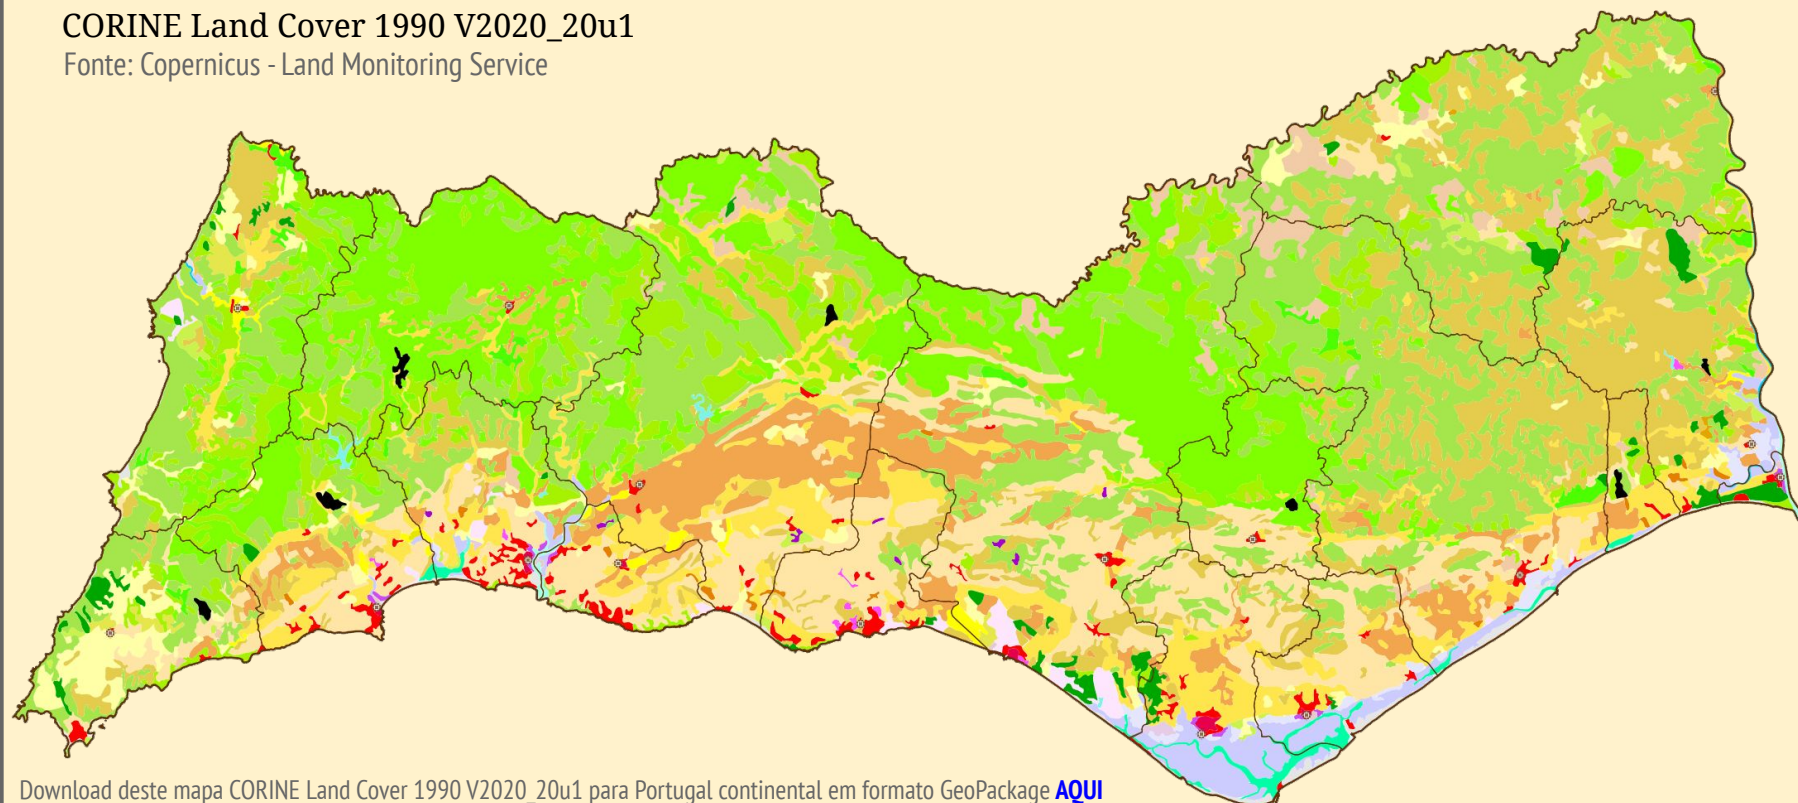 CORINE Land Cover 1990 V2020_20u1
Fonte: Copernicus - Land Monitoring Service
Download deste mapa CORINE Land Cover 1990 V2020_20u1 para Portugal continental em formato GeoPackage AQUI